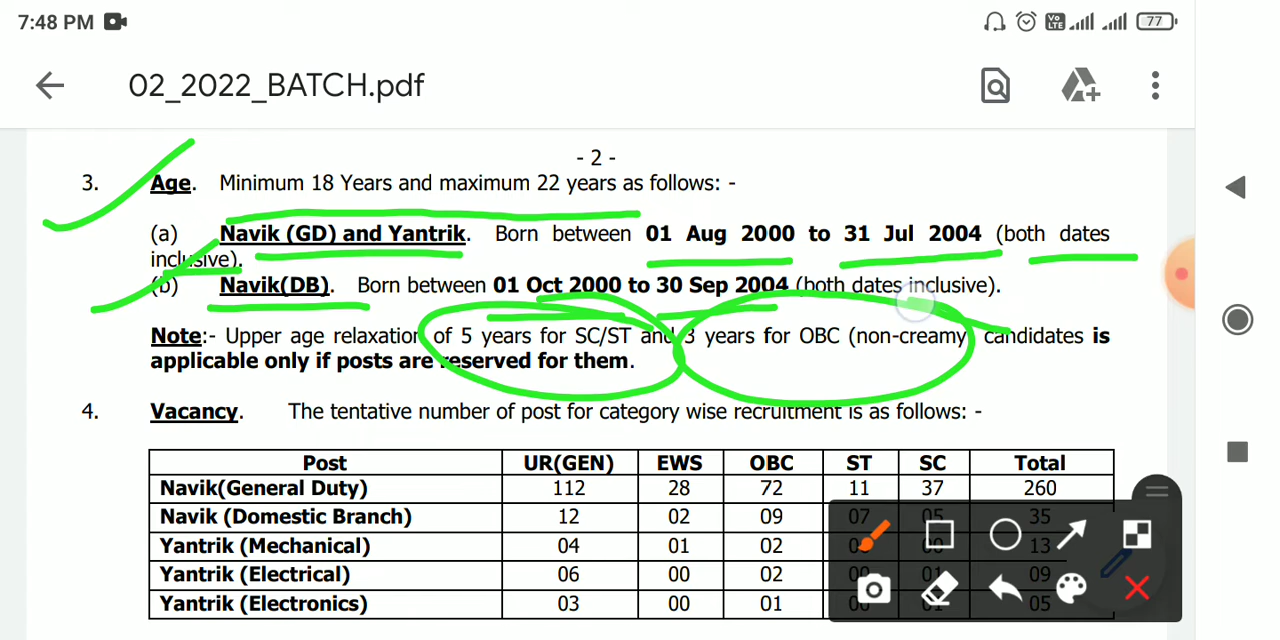 7:48 PM
Vo LTE
77
02_2022_BATCH.pdf
- 2 -
3. Age. Minimum 18 Years and maximum 22 years as follows: -
(a) Navik (GD) and Yantrik. Born between 01 Aug 2000 to 31 Jul 2004 (both dates
inclusive).
(b) Navik(DB). Born between 01 Oct 2000 to 30 Sep 2004 (both dates inclusive).
Note:- Upper age relaxation of 5 years for SC/ST and 3 years for OBC (non-creamy candidates is
applicable only if posts are reserved for them.
4. Vacancy. The tentative number of post for category wise recruitment is as follows: -
Post UR(GEN) EWS OBC ST SC Total
Navik(General Duty) 112 28 72 11 37 260
Navik (Domestic Branch) 12 02 09 07 05 35
Yantrik (Mechanical) 04 01 02 13
Yantrik (Electrical) 06 00 02 09
Yantrik (Electronics) 03 00 01 05